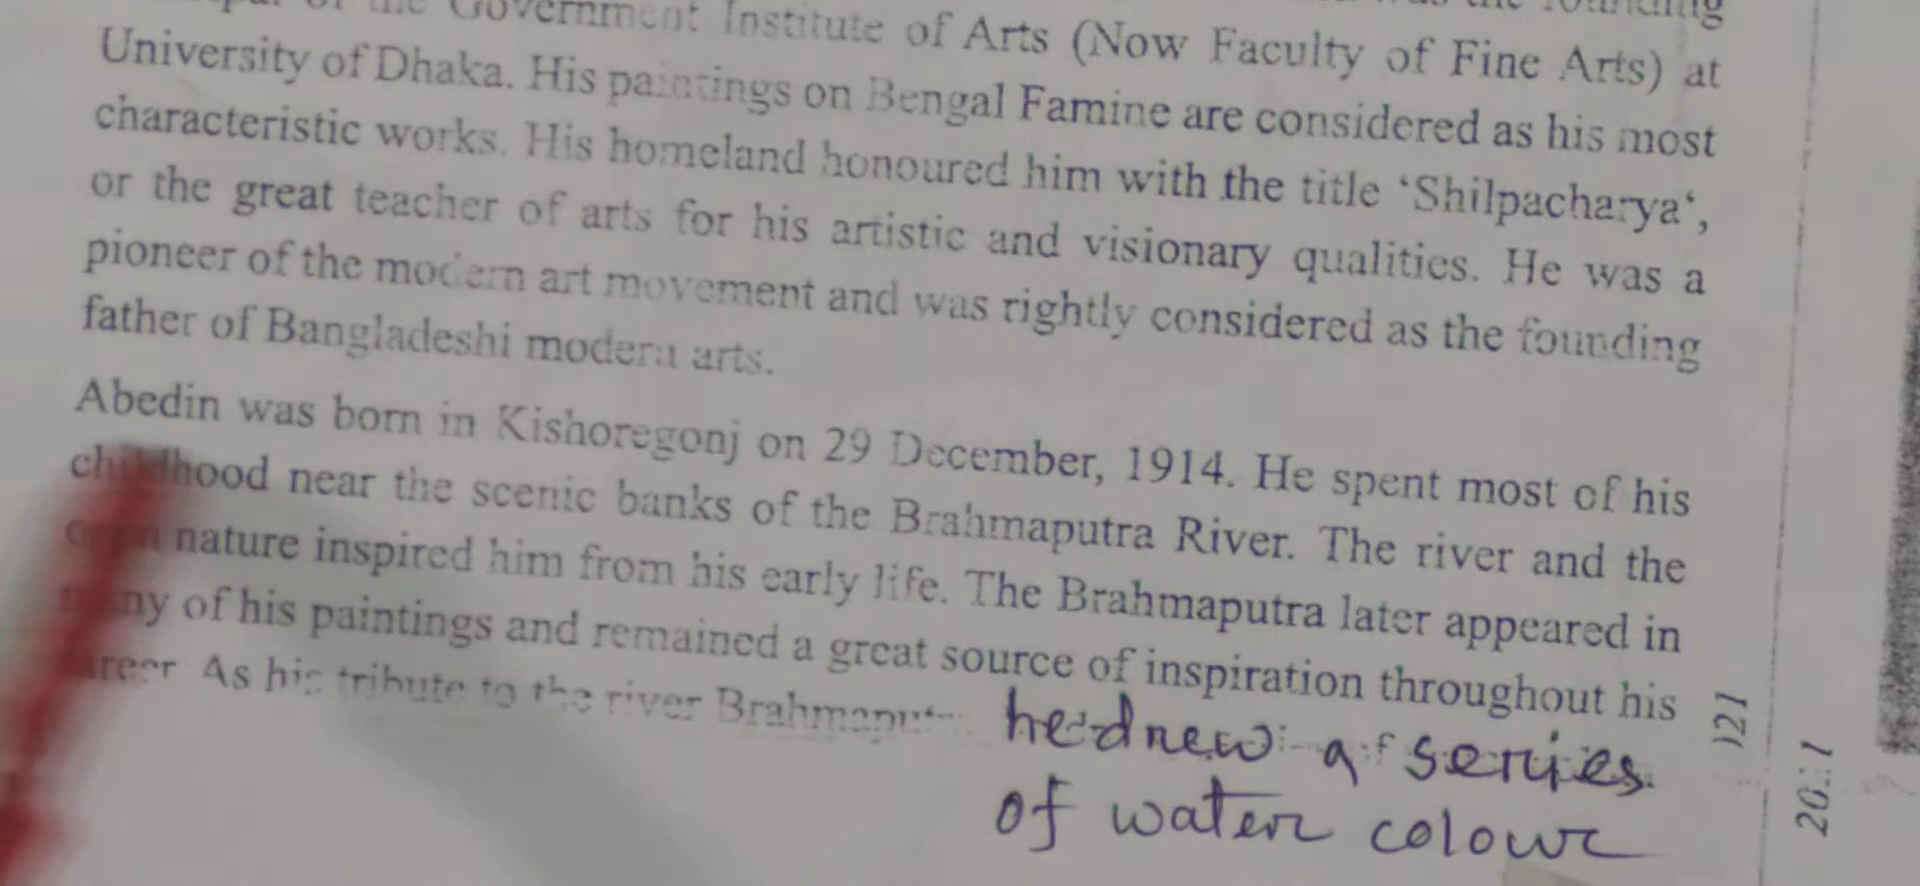 of the Government Institute of Arts (Now Faculty of Fine Arts) at
University of Dhaka. His paintings on Bengal Famine are considered as his most
characteristic works. His homeland honoured him with the title ‘Shilpacharya‘,
or the great teacher of arts for his artistic and visionary qualities. He was a
pioneer of the modern art movement and was rightly considered as the founding
father of Bangladeshi modern arts.
Abedin was born in Kishoregonj on 29 December, 1914. He spent most of his
childhood near the scenic banks of the Brahmaputra River. The river and the
open nature inspired him from his early life. The Brahmaputra later appeared in
many of his paintings and remained a great source of inspiration throughout his
career As his tribute to the river
he drew a series
of water colour
121